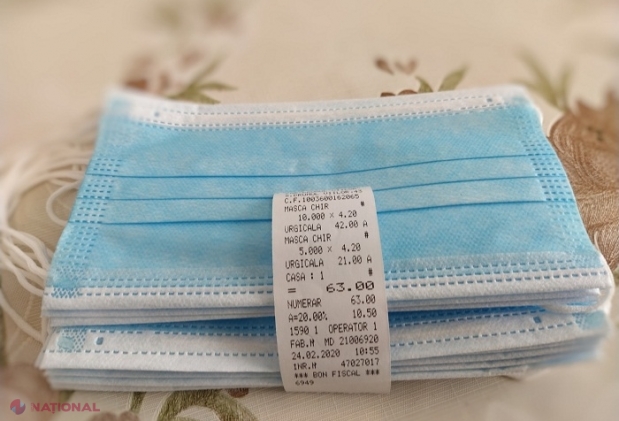 C.F.1003600162065
MASCA CHIR #
10.000 x 4.20
URGICALA 42.00 A
MASCA CHIR #
5.000 x 4.20
URGICALA 21.00 A
CASA : 1 #
= 63.00
NUMERAR 63.00
A=20.00% 10.50
1590 1 OPERATOR 1
FAB.# MD 21006920
24.02.2020 10:55
INR.# 47027017
*** BON FISCAL ***
6949
NATIONAL